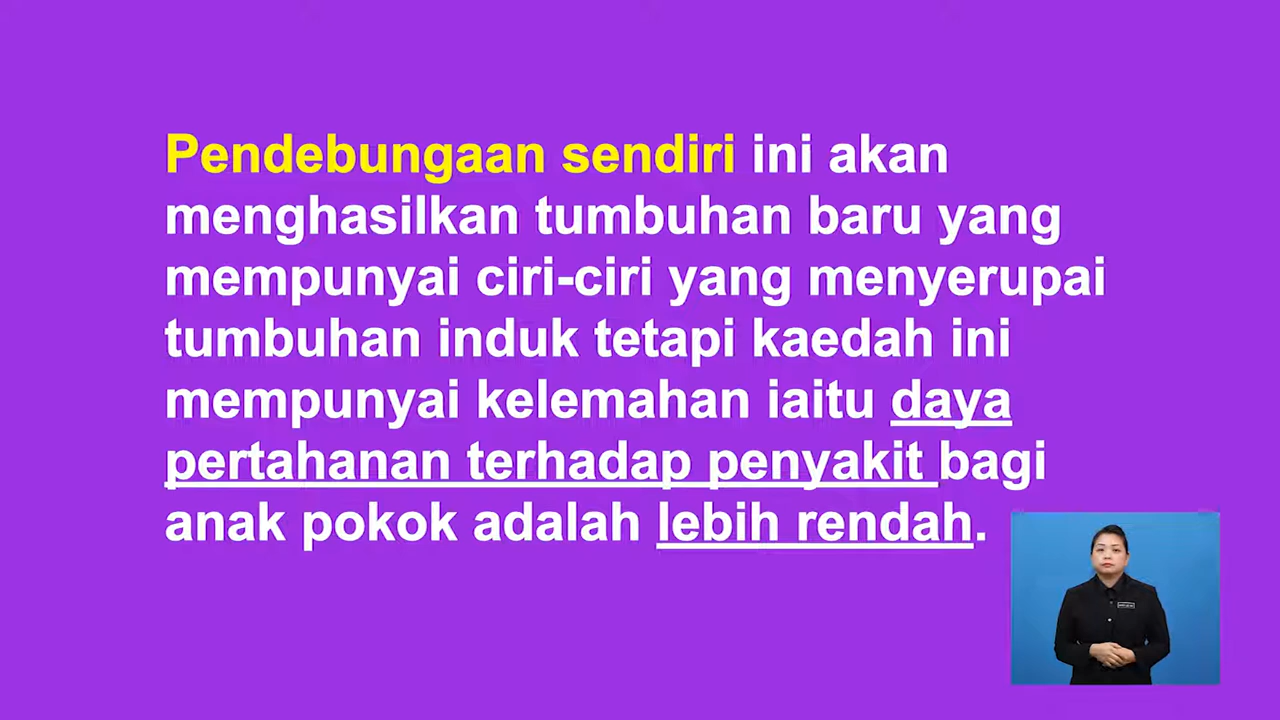 Pendebungaan sendiri ini akan
menghasilkan tumbuhan baru yang
mempunyai ciri-ciri yang menyerupai
tumbuhan induk tetapi kaedah ini
mempunyai kelemahan iaitu daya
pertahanan terhadap penyakit bagi
anak pokok adalah lebih rendah.